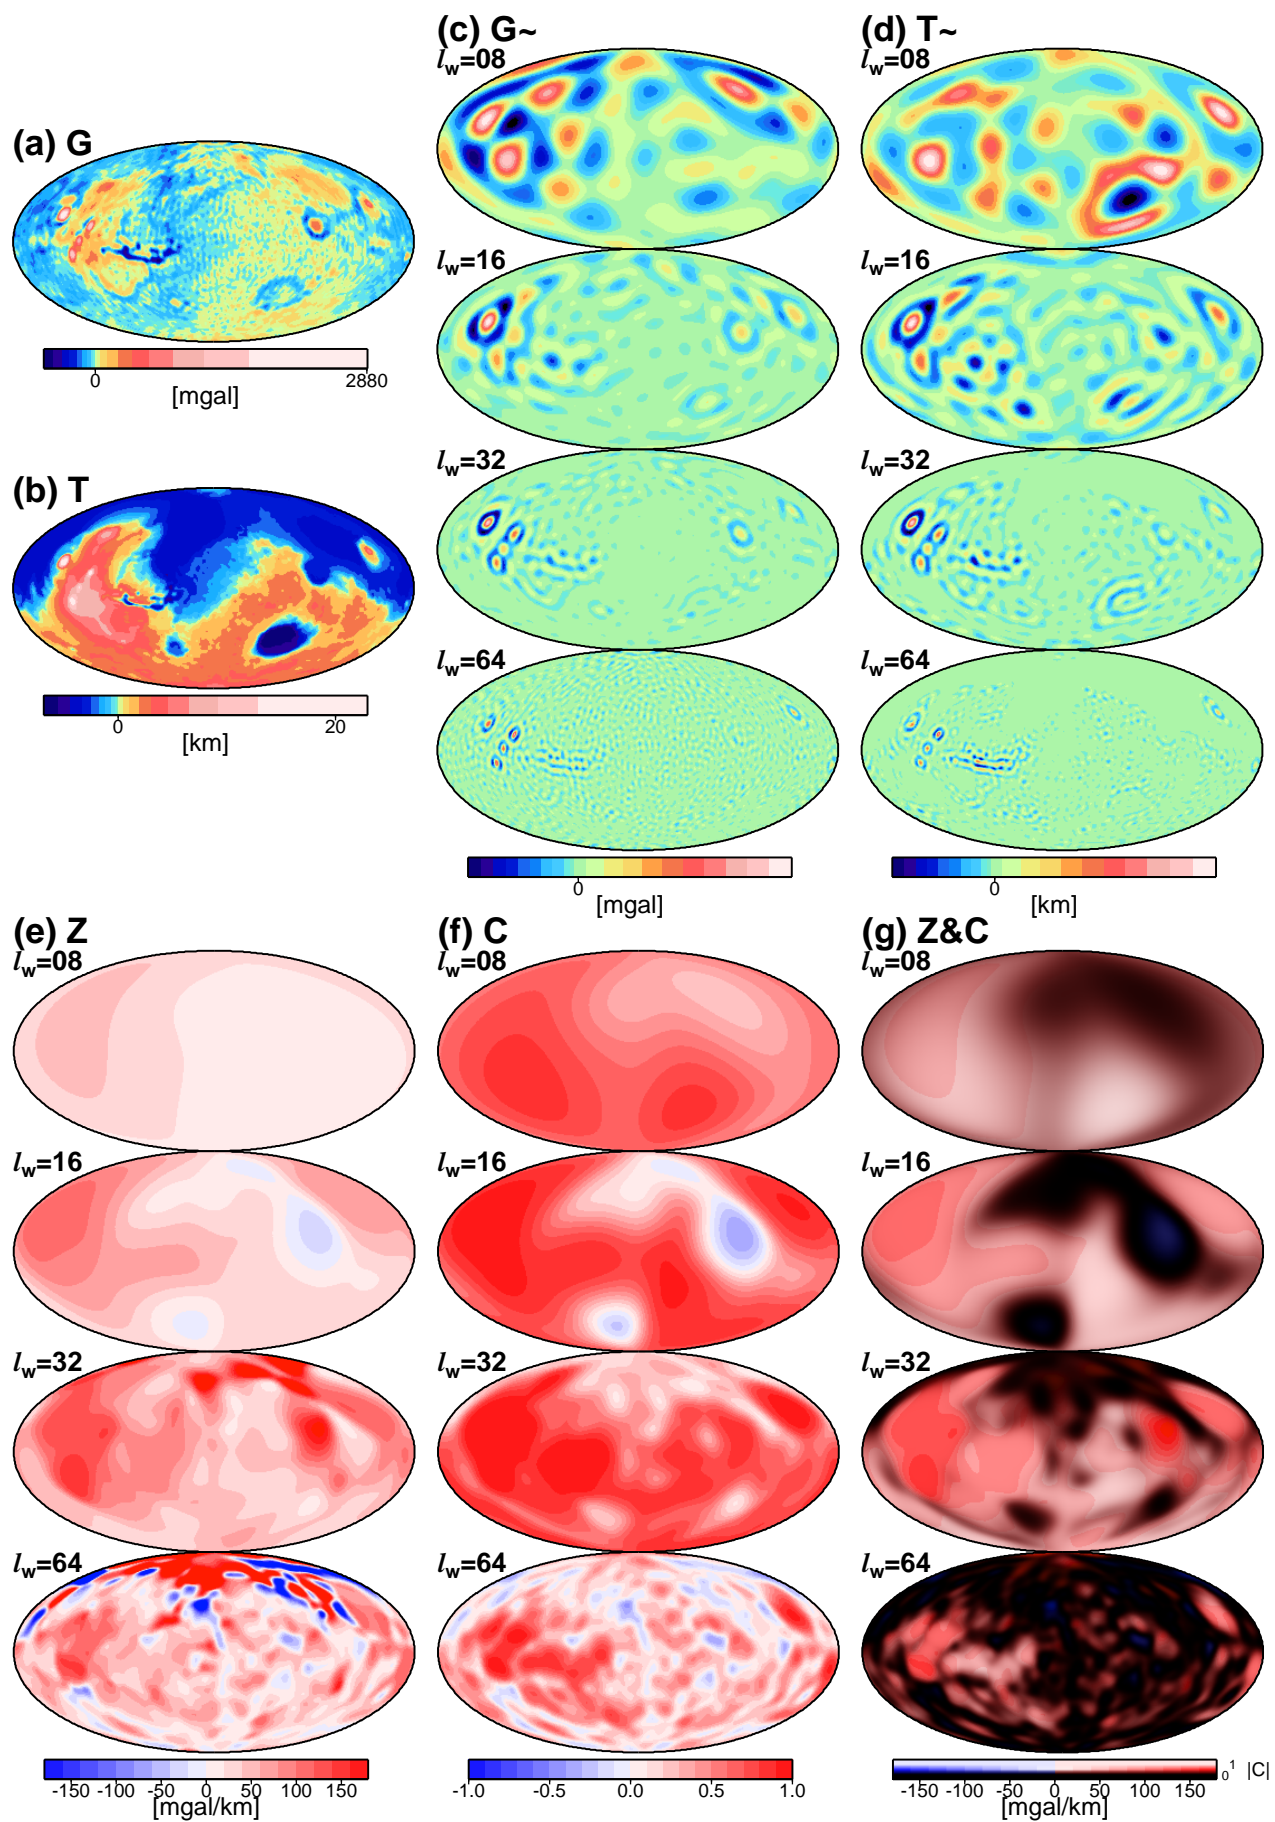 (a) G
0
2880
[mgal]
(b) T
0
20
[km]
(c) G~
lw=08
lw=16
lw=32
lw=64
0
[mgal]
(d) T~
lw=08
lw=16
lw=32
lw=64
0
[km]
(e) Z
lw=08
lw=16
lw=32
lw=64
-150 -100 -50 0 50 100 150
[mgal/km]
(f) C
lw=08
lw=16
lw=32
lw=64
-1.0 -0.5 0.0 0.5 1.0
(g) Z&C
lw=08
lw=16
lw=32
lw=64
0 1 |C|
-150 -100 -50 0 50 100 150
[mgal/km]